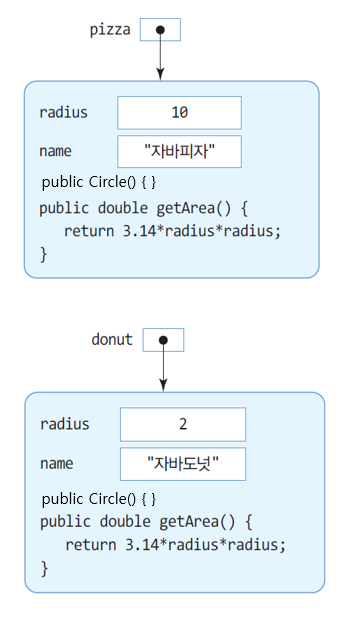 pizza
radius 10
name "자바피자"
public Circle() { }
public double getArea() {
return 3.14*radius*radius;
}
donut
radius 2
name "자바도넛"
public Circle() { }
public double getArea() {
return 3.14*radius*radius;
}